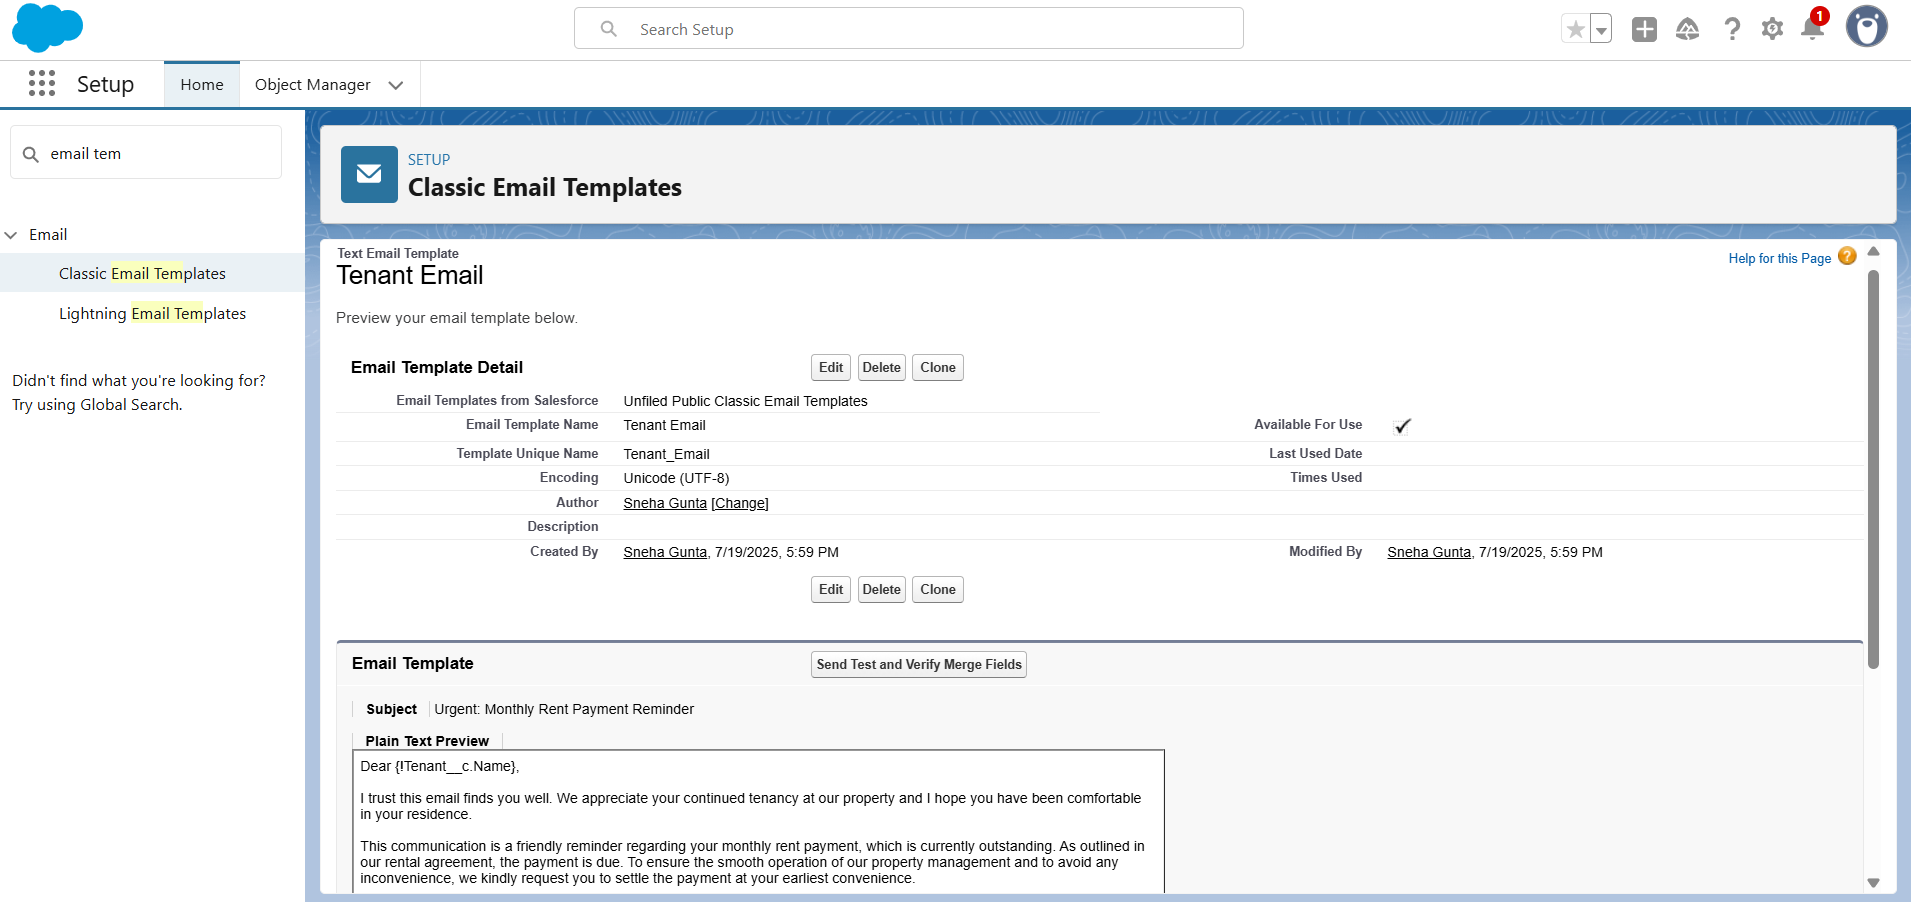 Search Setup
1
Setup
Home
Object Manager
email tem
Email
Classic Email Templates
Lightning Email Templates
Didn't find what you're looking for?
Try using Global Search.
SETUP
Classic Email Templates
Text Email Template
Tenant Email
Help for this Page ?
Preview your email template below.
Email Template Detail
Edit Delete Clone
Email Templates from Salesforce Unfiled Public Classic Email Templates
Email Template Name Tenant Email Available For Use
Template Unique Name Tenant_Email Last Used Date
Encoding Unicode (UTF-8) Times Used
Author Sneha Gunta [Change]
Description
Created By Sneha Gunta, 7/19/2025, 5:59 PM Modified By Sneha Gunta, 7/19/2025, 5:59 PM
Edit Delete Clone
Email Template Send Test and Verify Merge Fields
Subject Urgent: Monthly Rent Payment Reminder
Plain Text Preview
Dear {!Tenant__c.Name},
I trust this email finds you well. We appreciate your continued tenancy at our property and I hope you have been comfortable
in your residence.
This communication is a friendly reminder regarding your monthly rent payment, which is currently outstanding. As outlined in
our rental agreement, the payment is due. To ensure the smooth operation of our property management and to avoid any
inconvenience, we kindly request you to settle the payment at your earliest convenience.